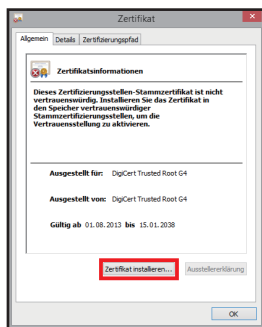 Zertifikat
Allgemein Details Zertifizierungspfad
Zertifikatsinformationen
Dieses Zertifizierungsstellen-Stammzertifikat ist nicht
vertrauenswürdig. Installieren Sie das Zertifikat in
den Speicher vertrauenswürdiger
Stammzertifizierungsstellen, um die
Vertrauensstellung zu aktivieren.
Ausgestellt für: DigiCert Trusted Root G4
Ausgestellt von: DigiCert Trusted Root G4
Gültig ab 01.08.2013 bis 15.01.2038
Zertifikat installieren... Ausstellererklärung
OK